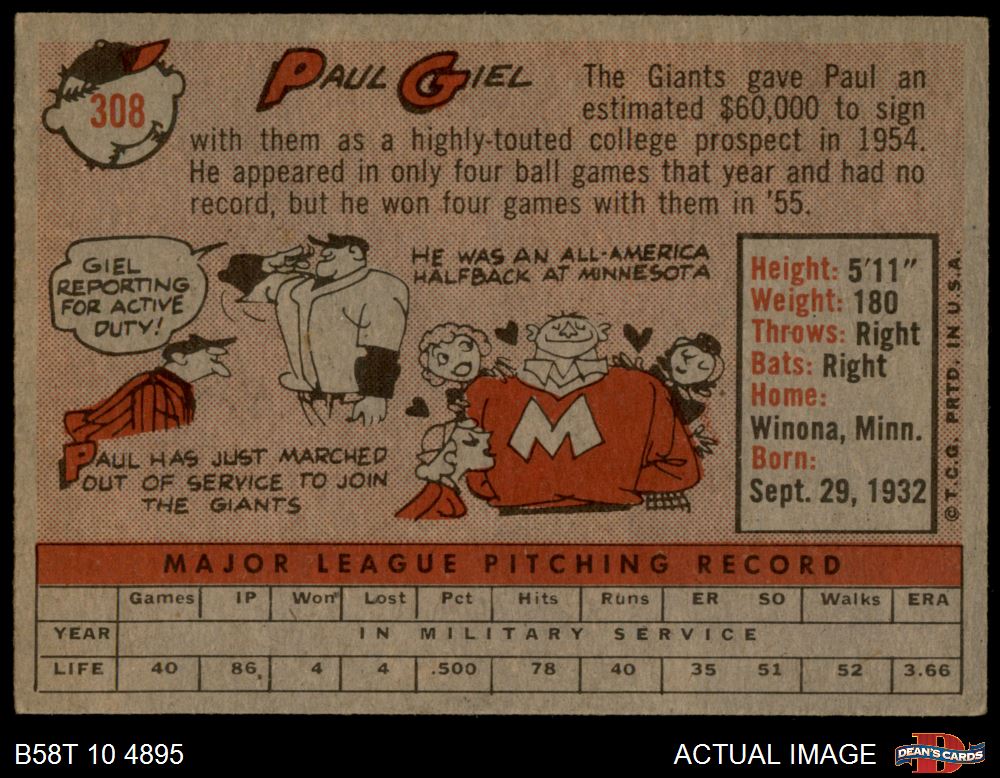 308
PAUL GIEL
The Giants gave Paul an
estimated $60,000 to sign
with them as a highly-touted college prospect in 1954.
He appeared in only four ball games that year and had no
record, but he won four games with them in '55.
GIEL
REPORTING
FOR ACTIVE
DUTY!
PAUL HAS JUST MARCHED
OUT OF SERVICE TO JOIN
THE GIANTS
HE WAS AN ALL-AMERICA
HALFBACK AT MINNESOTA
M
Height: 5'11"
Weight: 180
Throws: Right
Bats: Right
Home:
Winona, Minn.
Born:
Sept. 29, 1932
© T.C.G. PRTD. IN U.S.A.
MAJOR LEAGUE PITCHING RECORD
Games IP Won Lost Pct Hits Runs ER SO Walks ERA
YEAR IN MILITARY SERVICE
LIFE 40 86 4 4 .500 78 40 35 51 52 3.66
B58T 10 4895
ACTUAL IMAGE
D
DEAN'S CARDS